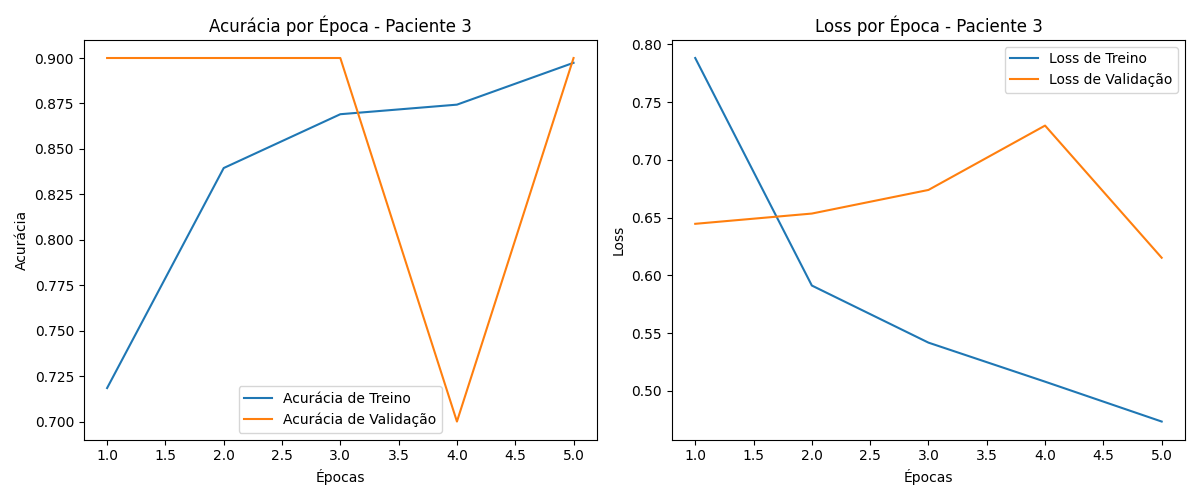 Acurácia por Época - Paciente 3
0.900
0.875
0.850
0.825
0.800
0.775
0.750
0.725
0.700
Acurácia
Acurácia de Treino
Acurácia de Validação
1.0 1.5 2.0 2.5 3.0 3.5 4.0 4.5 5.0
Épocas
Loss por Época - Paciente 3
0.80
0.75
0.70
0.65
0.60
0.55
0.50
Loss
Loss de Treino
Loss de Validação
1.0 1.5 2.0 2.5 3.0 3.5 4.0 4.5 5.0
Épocas